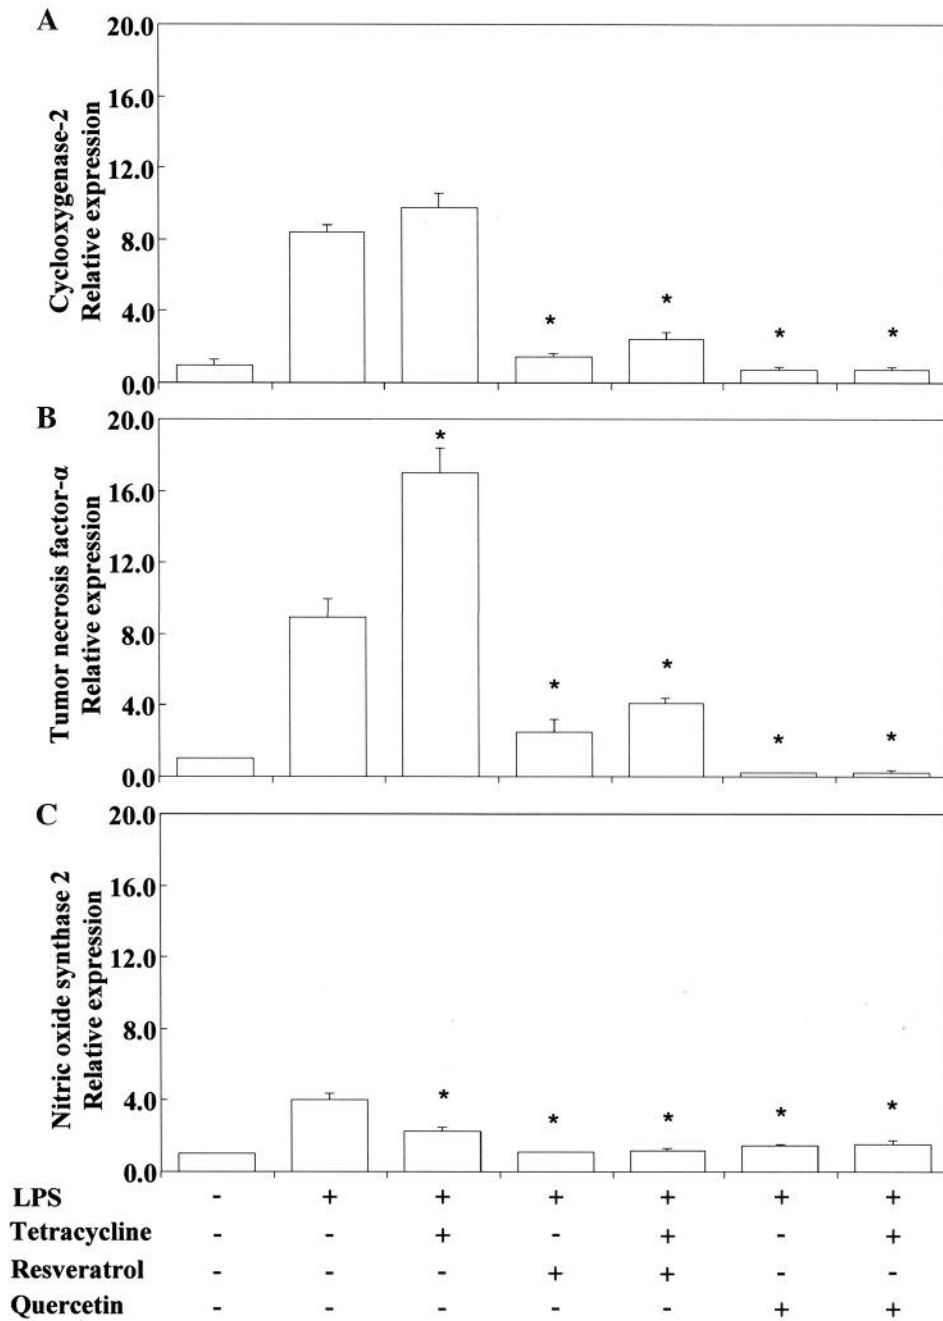 A
Cyclooxygenase-2
Relative expression
20.0
16.0
12.0
8.0
4.0
0.0
* * * *
B
Tumor necrosis factor-α
Relative expression
20.0
16.0
12.0
8.0
4.0
0.0
* * * * *
C
Nitric oxide synthase 2
Relative expression
20.0
16.0
12.0
8.0
4.0
0.0
* * * * *
LPS - + + + + + +
Tetracycline - - + - + - +
Resveratrol - - - + + - -
Quercetin - - - - - + +